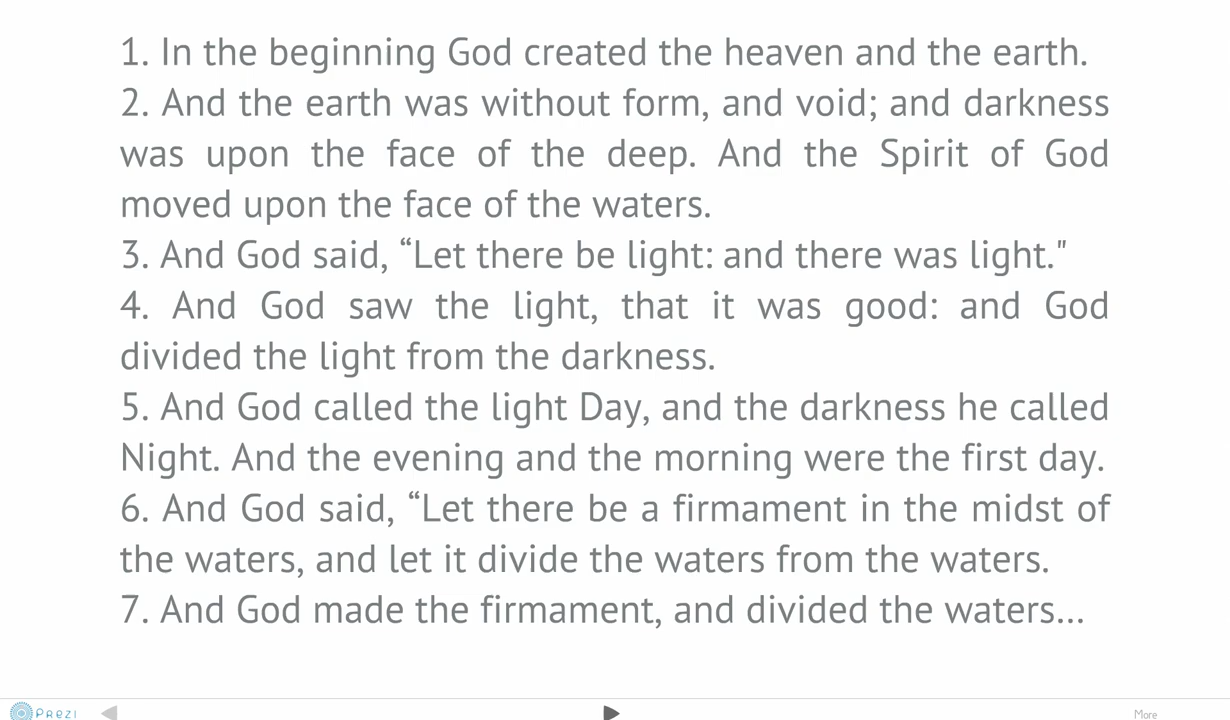 1. In the beginning God created the heaven and the earth.
2. And the earth was without form, and void; and darkness
was upon the face of the deep. And the Spirit of God
moved upon the face of the waters.
3. And God said, “Let there be light: and there was light."
4. And God saw the light, that it was good: and God
divided the light from the darkness.
5. And God called the light Day, and the darkness he called
Night. And the evening and the morning were the first day.
6. And God said, “Let there be a firmament in the midst of
the waters, and let it divide the waters from the waters.
7. And God made the firmament, and divided the waters...
Prezi
More